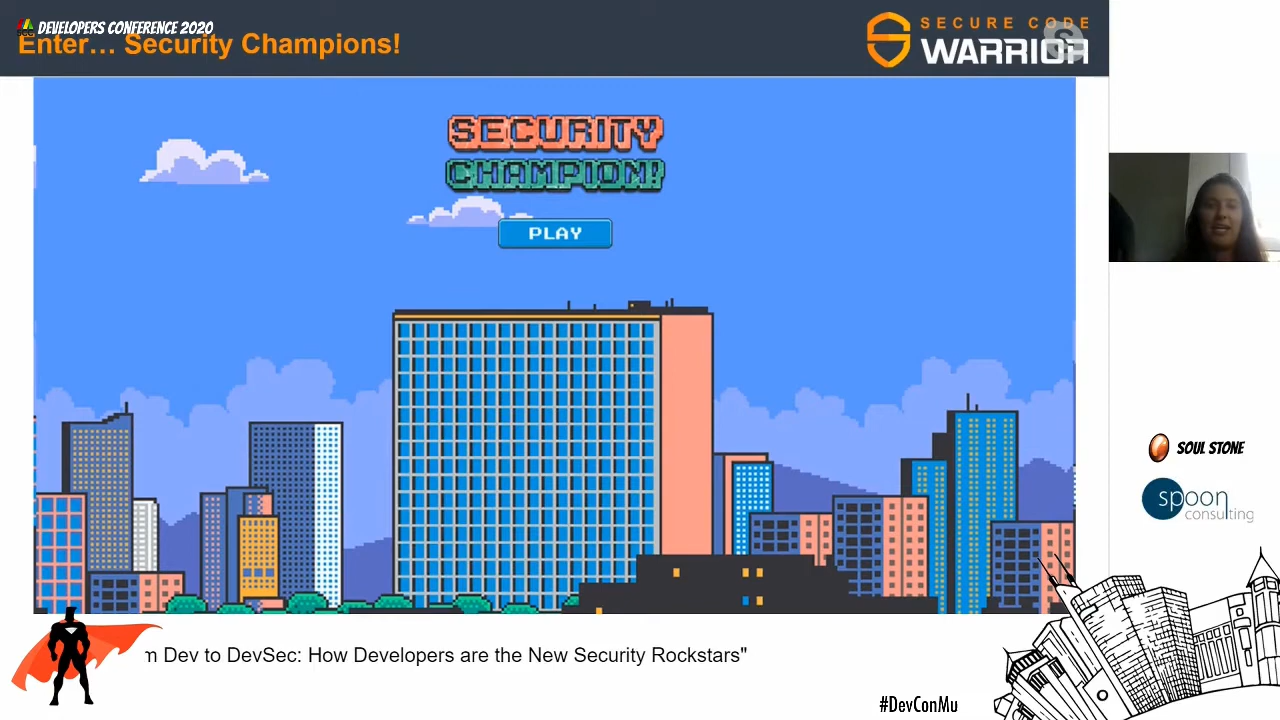 DEVELOPERS CONFERENCE 2020
Enter... Security Champions!
SECURE CODE
WARRIOR
SECURITY
CHAMPION!
PLAY
SOUL STONE
spoon
consulting
m Dev to DevSec: How Developers are the New Security Rockstars"
#DevConMu